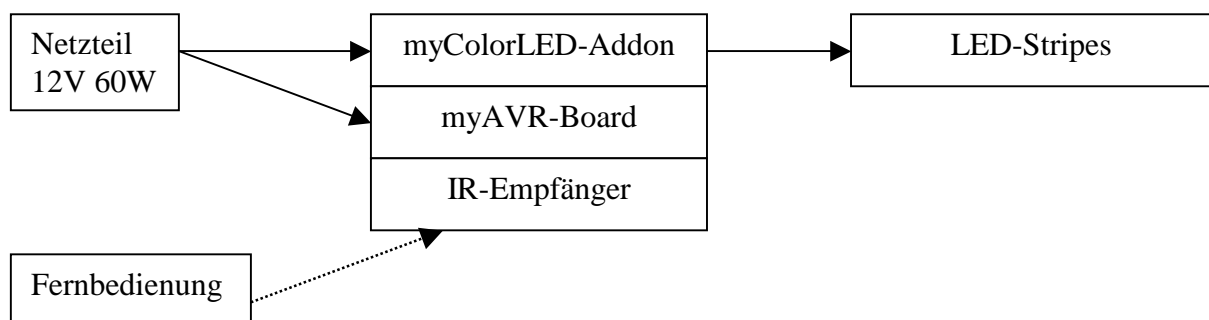 Netzteil
12V 60W
myColorLED-Addon
LED-Stripes
myAVR-Board
IR-Empfänger
Fernbedienung